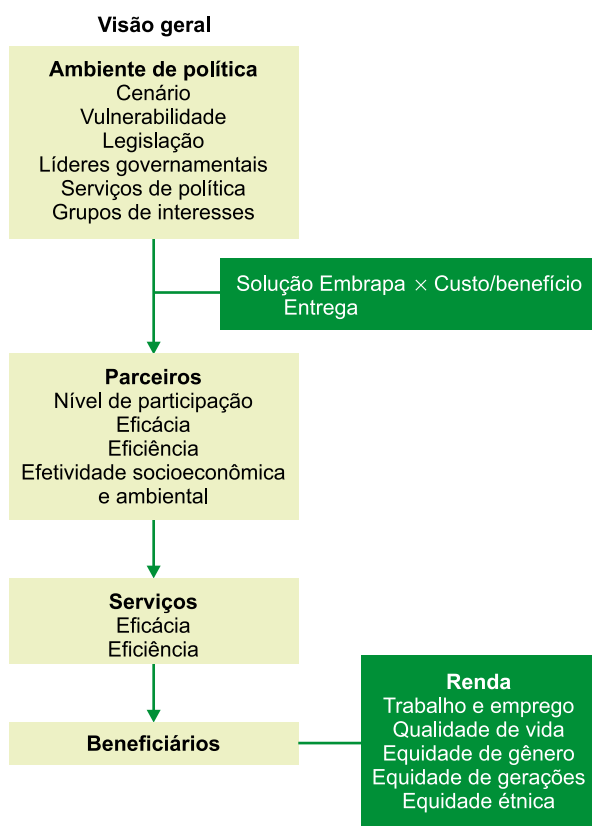 Visão geral
Ambiente de política
Cenário
Vulnerabilidade
Legislação
Líderes governamentais
Serviços de política
Grupos de interesses
Solução Embrapa × Custo/benefício
Entrega
Parceiros
Nível de participação
Eficácia
Eficiência
Efetividade socioeconômica
e ambiental
Serviços
Eficácia
Eficiência
Beneficiários
Renda
Trabalho e emprego
Qualidade de vida
Equidade de gênero
Equidade de gerações
Equidade étnica